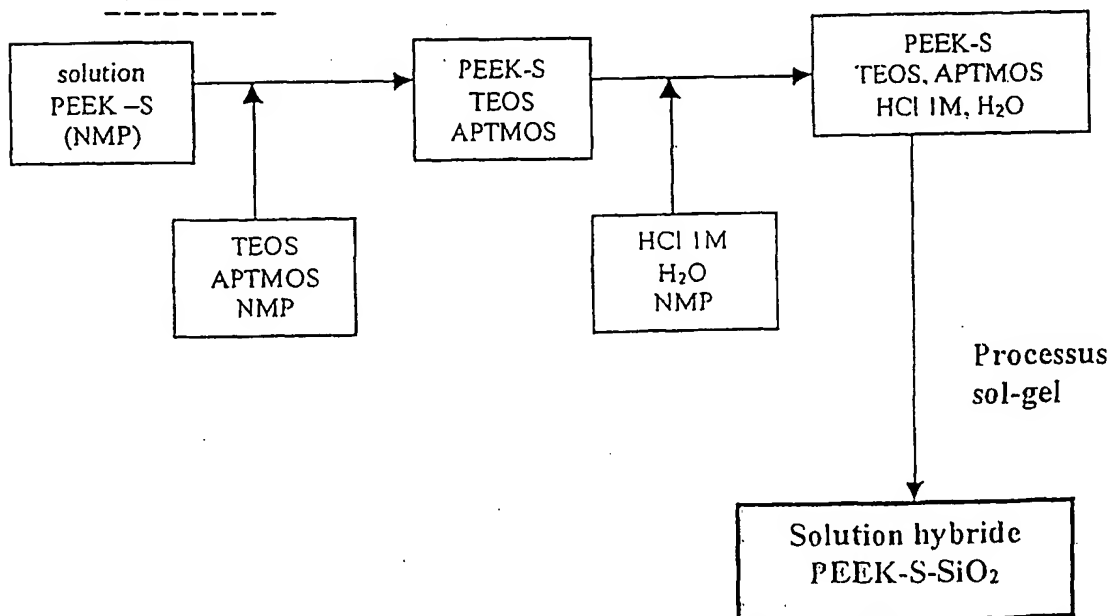 solution
PEEK –S
(NMP)
PEEK-S
TEOS
APTMOS
PEEK-S
TEOS, APTMOS
HCl 1M, H₂O
TEOS
APTMOS
NMP
HCl 1M
H₂O
NMP
Processus
sol-gel
Solution hybride
PEEK-S-SiO₂